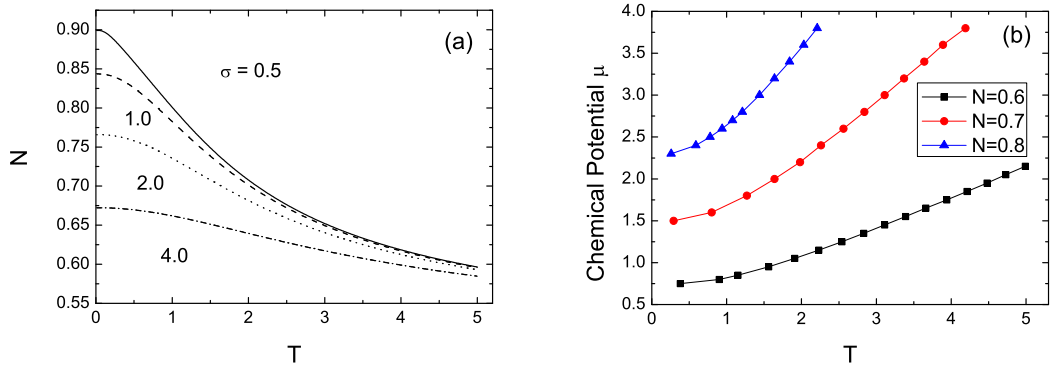 (a)
σ = 0.5
1.0
2.0
4.0
N
0.90
0.85
0.80
0.75
0.70
0.65
0.60
0.55
0 1 2 3 4 5
T
(b)
Chemical Potential μ
4.0
3.5
3.0
2.5
2.0
1.5
1.0
0.5
N=0.6
N=0.7
N=0.8
0 1 2 3 4 5
T